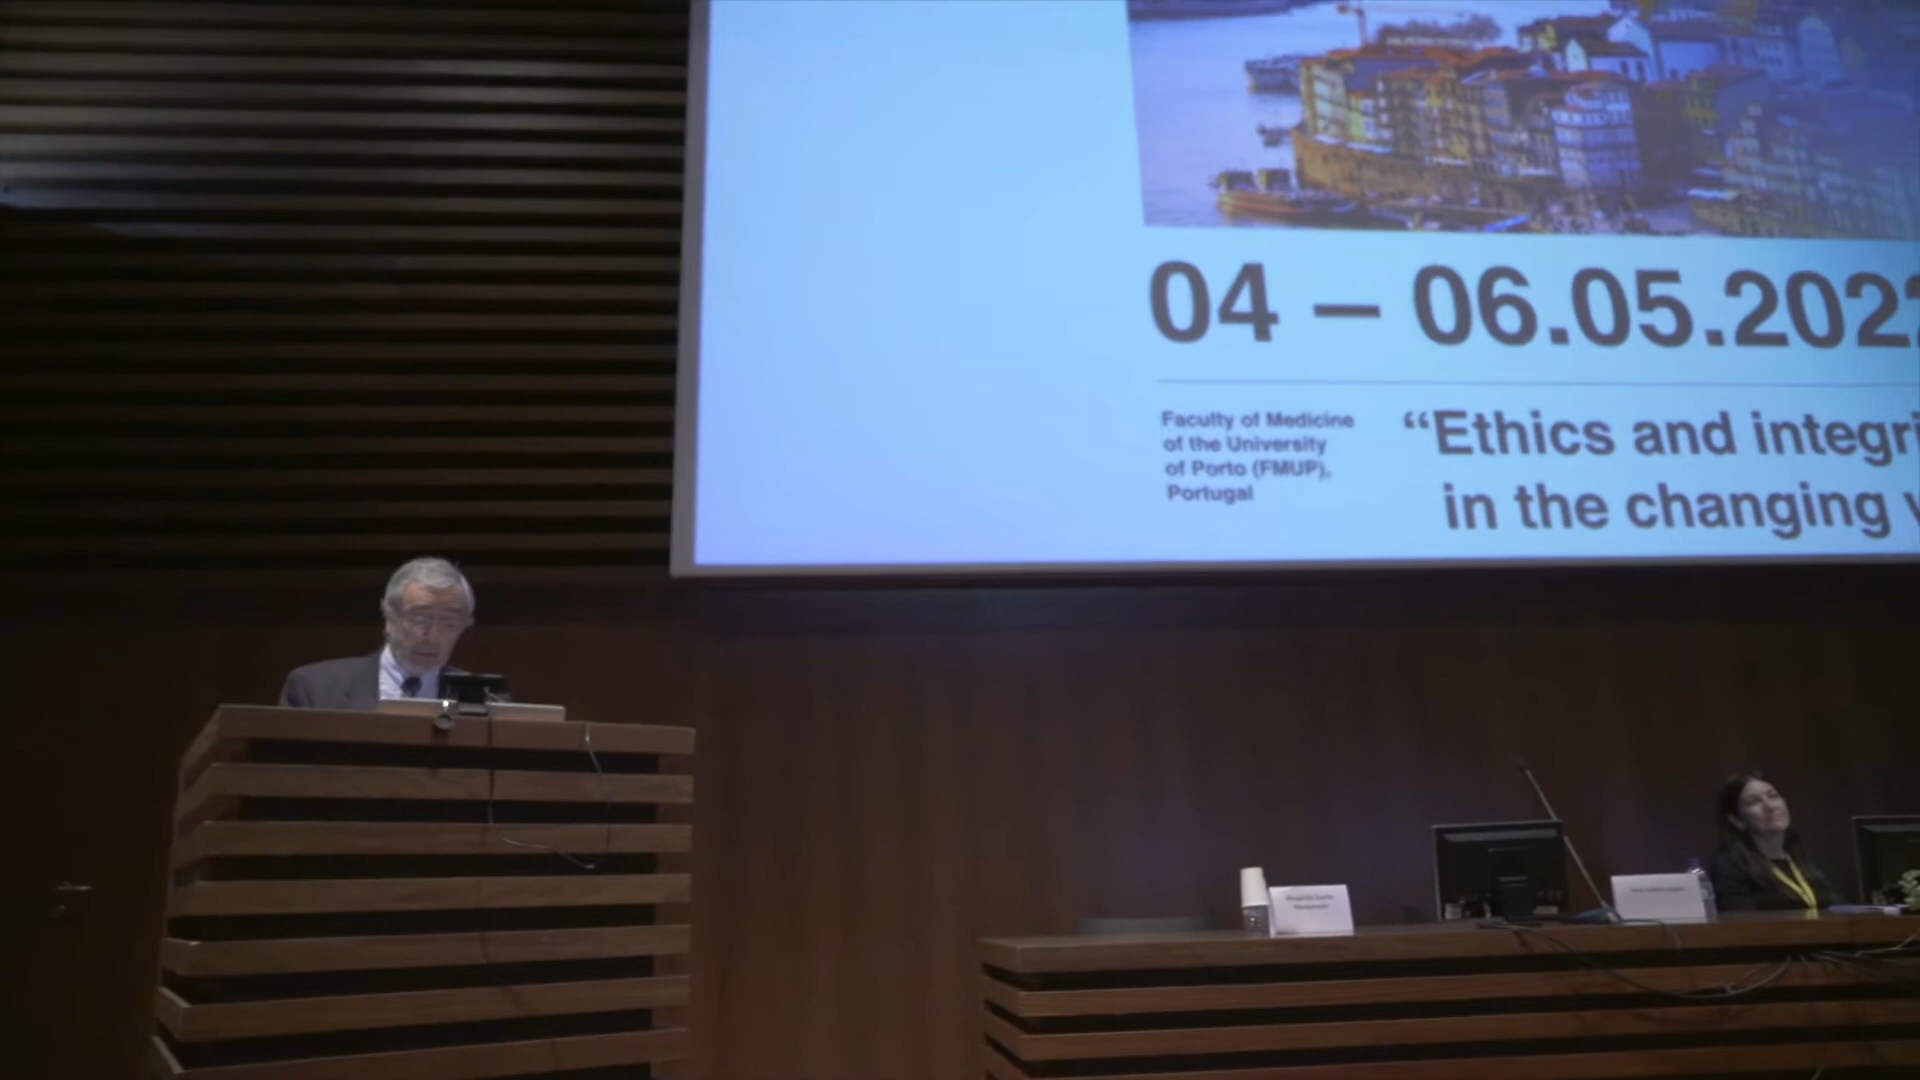 04 – 06.05.2022
Faculty of Medicine
of the University
of Porto (FMUP),
Portugal
“Ethics and integri
in the changing